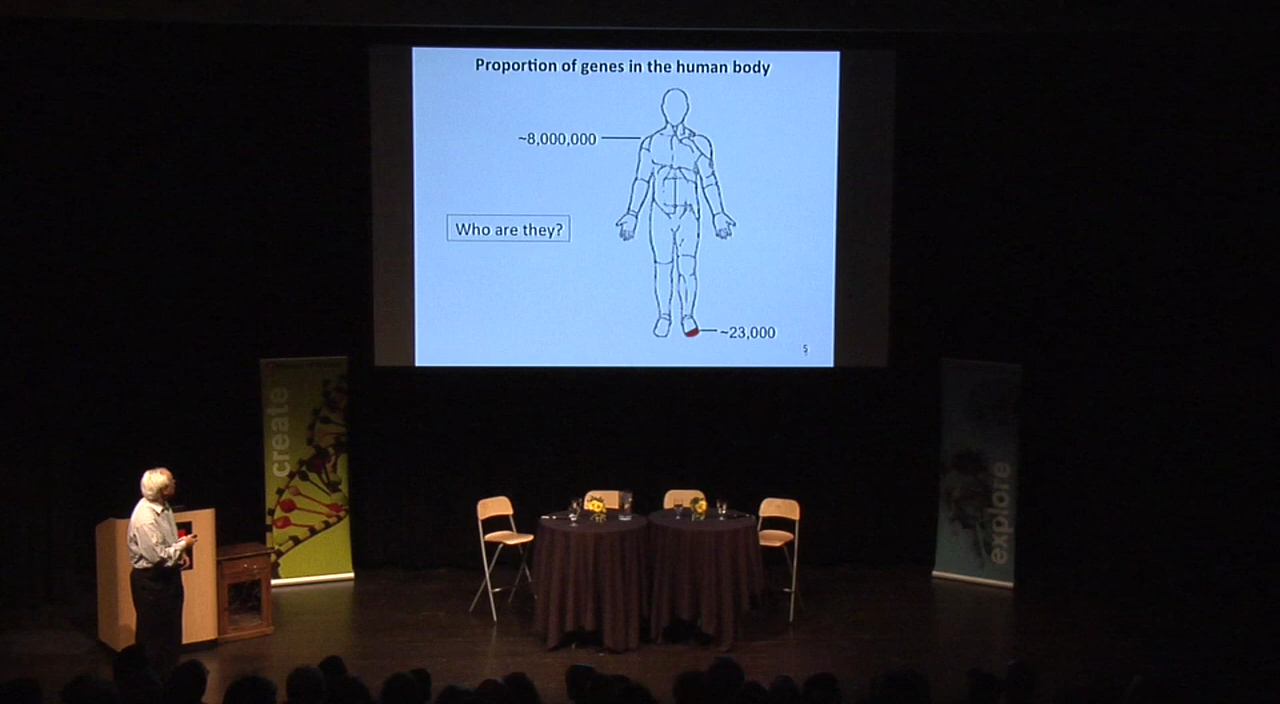 Proportion of genes in the human body
~8,000,000
Who are they?
~23,000
5
create
explore